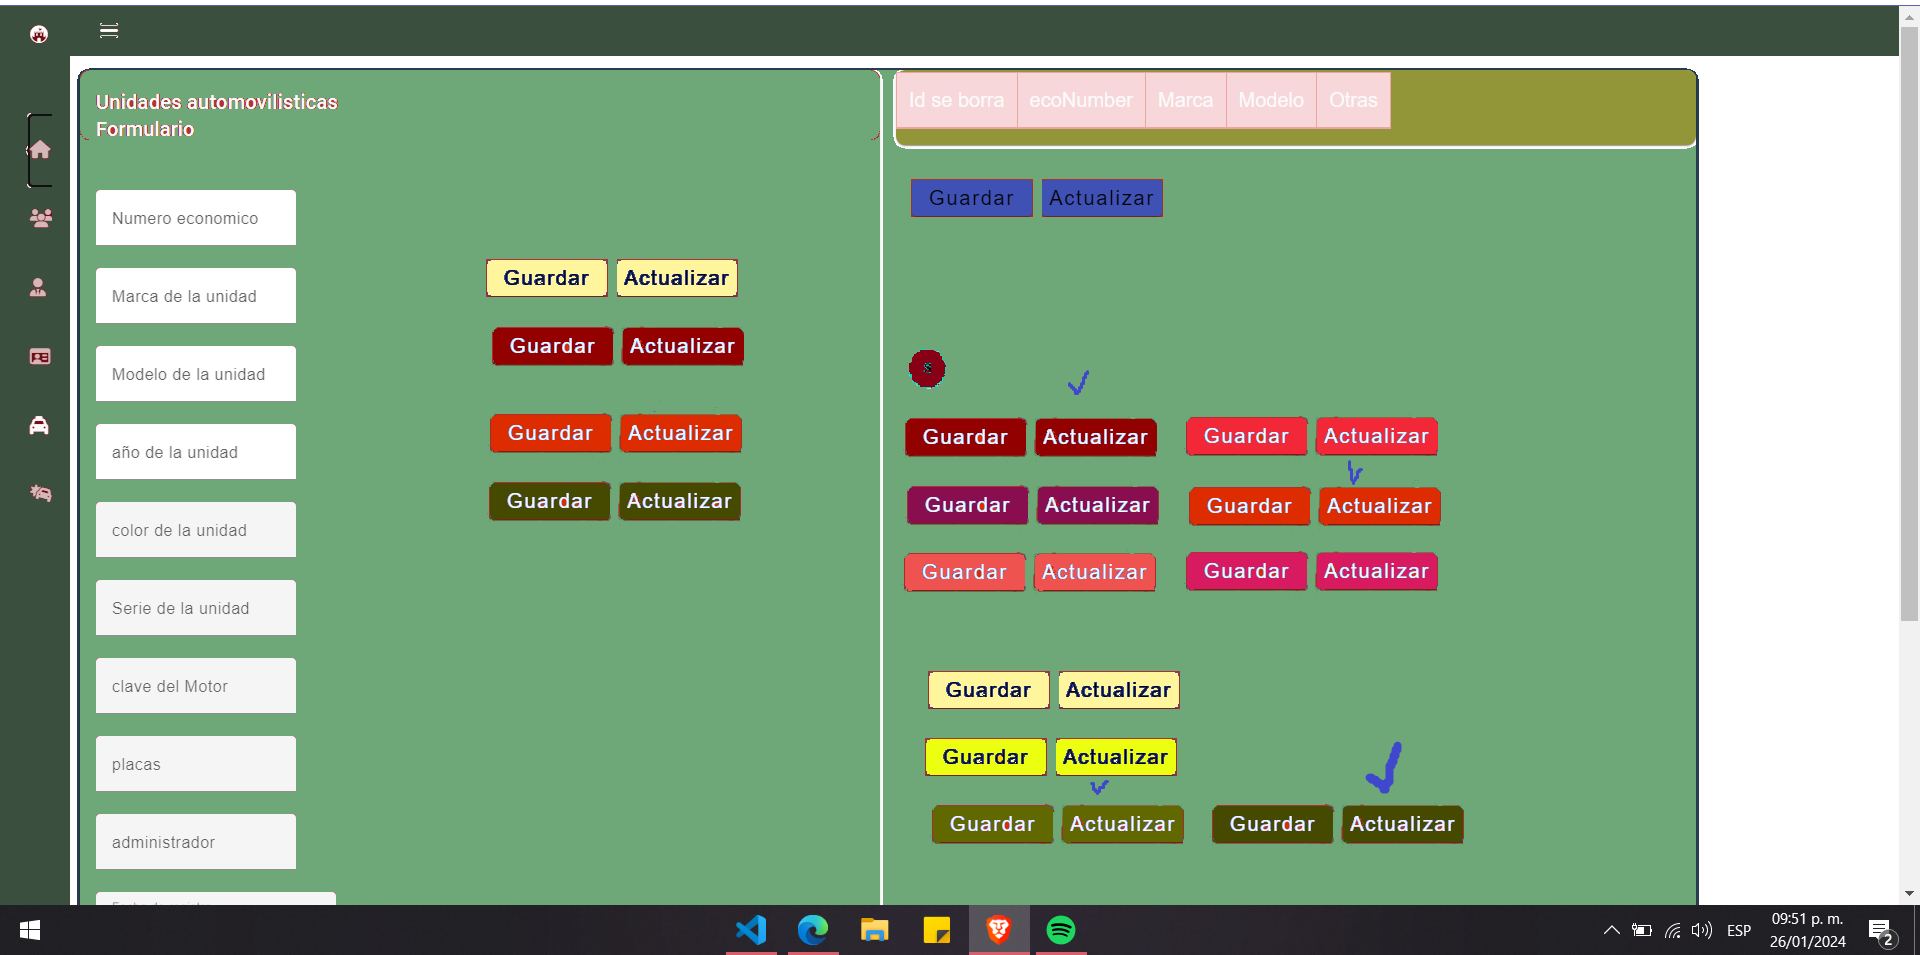 Unidades automovilisticas
Formulario
Numero economico
Marca de la unidad
Modelo de la unidad
año de la unidad
color de la unidad
Serie de la unidad
clave del Motor
placas
administrador
Guardar Actualizar
Guardar Actualizar
Guardar Actualizar
Guardar Actualizar
Id se borra ecoNumber Marca Modelo Otras
Guardar Actualizar
Guardar Actualizar Guardar Actualizar
Guardar Actualizar Guardar Actualizar
Guardar Actualizar Guardar Actualizar
Guardar Actualizar
Guardar Actualizar
Guardar Actualizar Guardar Actualizar
ESP
09:51 p. m.
26/01/2024
2